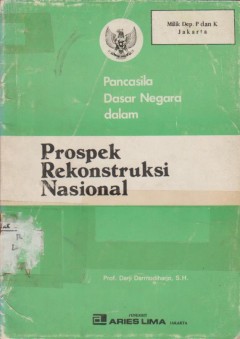 Milik Dep. P dan K
Jakarta
Pancasila
Dasar Negara
dalam
Prospek
Rekonstruksi
Nasional
Prof. Darji Darmodiharjo, S.H.
PENERBIT
ARIES LIMA JAKARTA